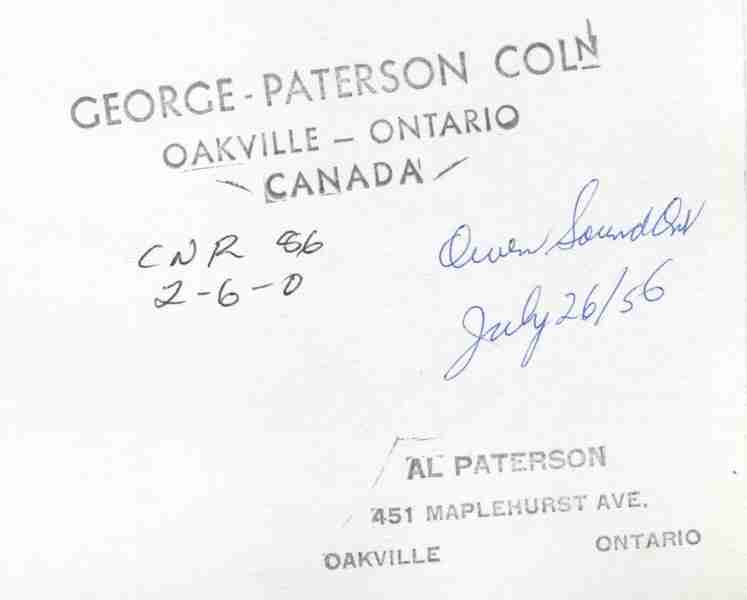 GEORGE - PATERSON COLN
OAKVILLE — ONTARIO
CANADA
CNR 86
2-6-0
Owen Sound Ont
July 26/56
AL PATERSON
451 MAPLEHURST AVE.
OAKVILLE ONTARIO